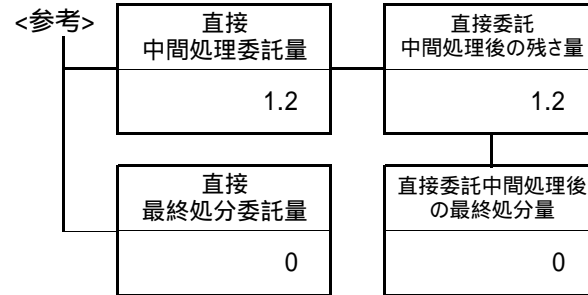 <参考>
直接
中間処理委託量
1.2
直接委託
中間処理後の残さ量
1.2
直接
最終処分委託量
0
直接委託中間処理後
の最終処分量
0